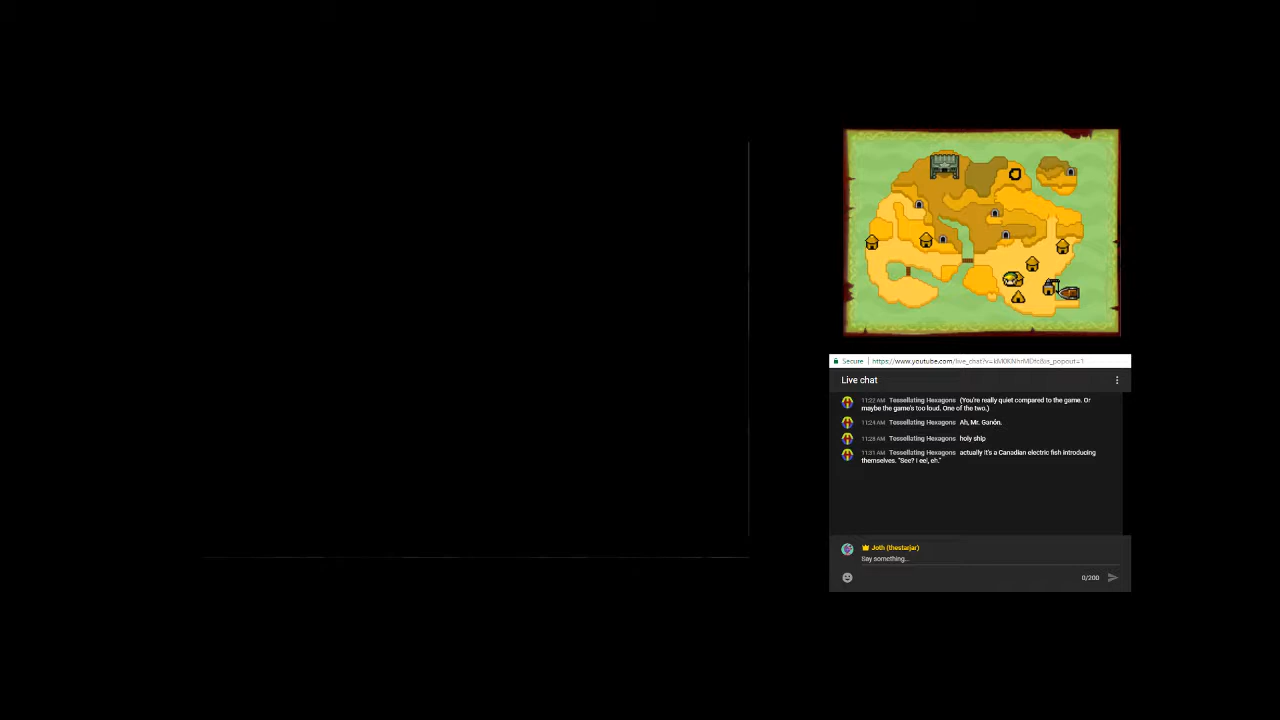 Secure
Live chat
11:22 AM Tessellating Hexagons (You're really quiet compared to the game. Or
maybe the game's too loud. One of the two.)
11:24 AM Tessellating Hexagons Ah, Mr. Ganón.
11:28 AM Tessellating Hexagons holy ship
11:31 AM Tessellating Hexagons actually it's a Canadian electric fish introducing
themselves. "See? I eel, eh."
Joth (thestarjar)
Say something...
0/200